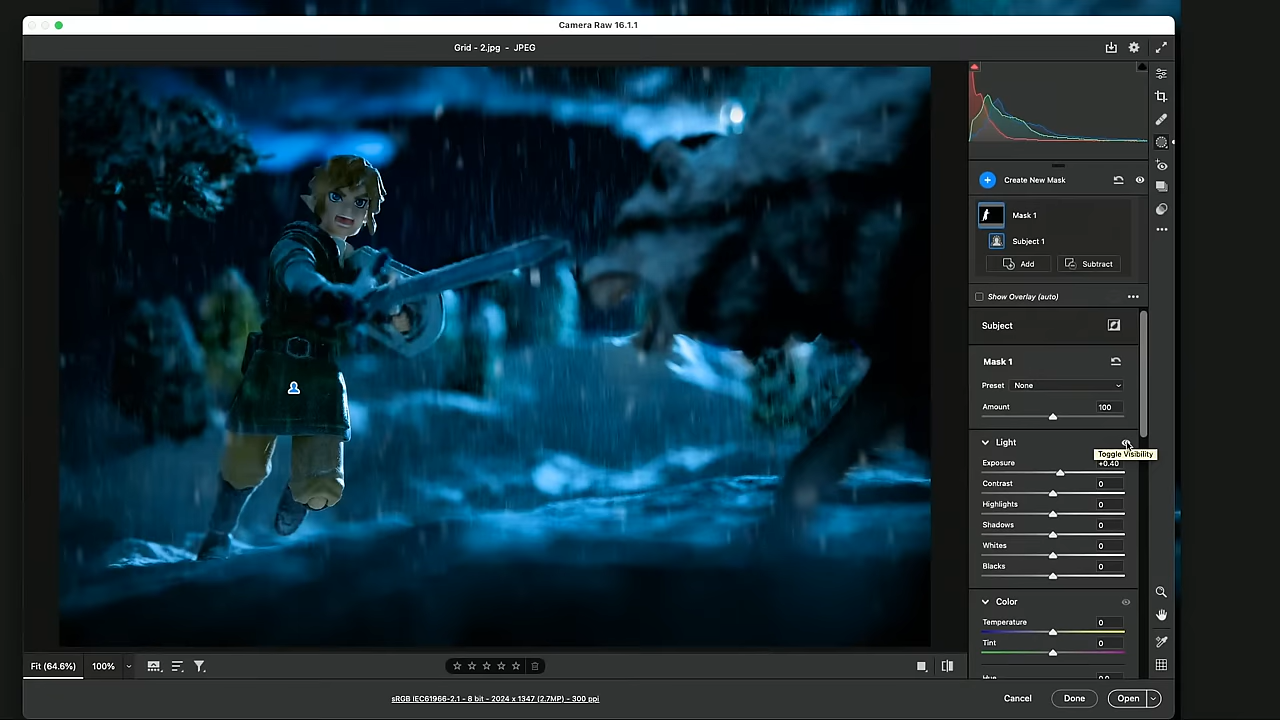 Camera Raw 16.1.1
Grid - 2.jpg - JPEG
Create New Mask
Mask 1
Subject 1
Add
Subtract
Show Overlay (auto)
Subject
Mask 1
Preset None
Amount 100
Light
Toggle Visibility
Exposure +0.40
Contrast 0
Highlights 0
Shadows 0
Whites 0
Blacks 0
Color
Temperature 0
Tint 0
Fit (64.6%) 100%
sRGB IEC61966-2.1 - 8 bit - 2024 x 1347 (2.7MP) - 300 ppi
Cancel Done Open